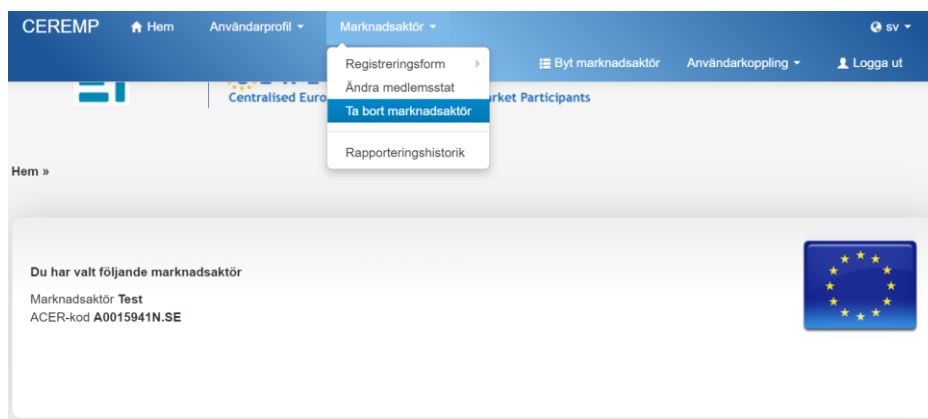 CEREMP Hem Användarprofil Marknadsaktör sv
Registreringsform Byt marknadsaktör Användarkoppling Logga ut
Ändra medlemsstat
Centralised Euro rket Participants
Ta bort marknadsaktör
Rapporteringshistorik
Hem »
Du har valt följande marknadsaktör
Marknadsaktör Test
ACER-kod A0015941N.SE